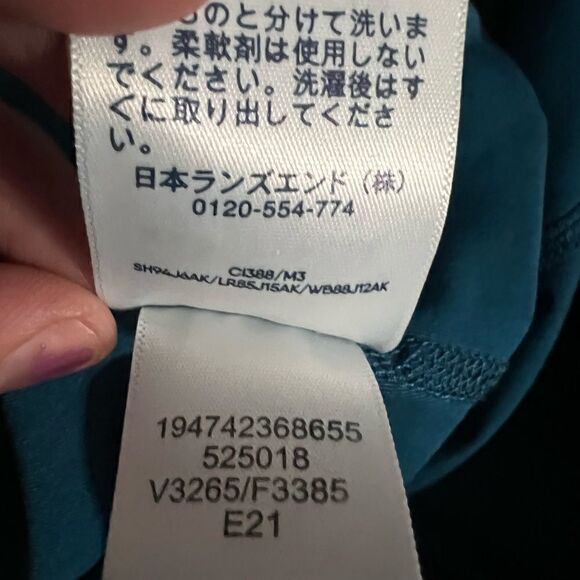 ものと分けて洗いま
す。柔軟剤は使用しない
でください。洗濯後はす
ぐに取り出してくださ
い。
日本ランズエンド（株）
0120-554-774
C1388/M3
/LR85J15AK/WB88J12AK
194742368655
525018
V3265/F3385
E21